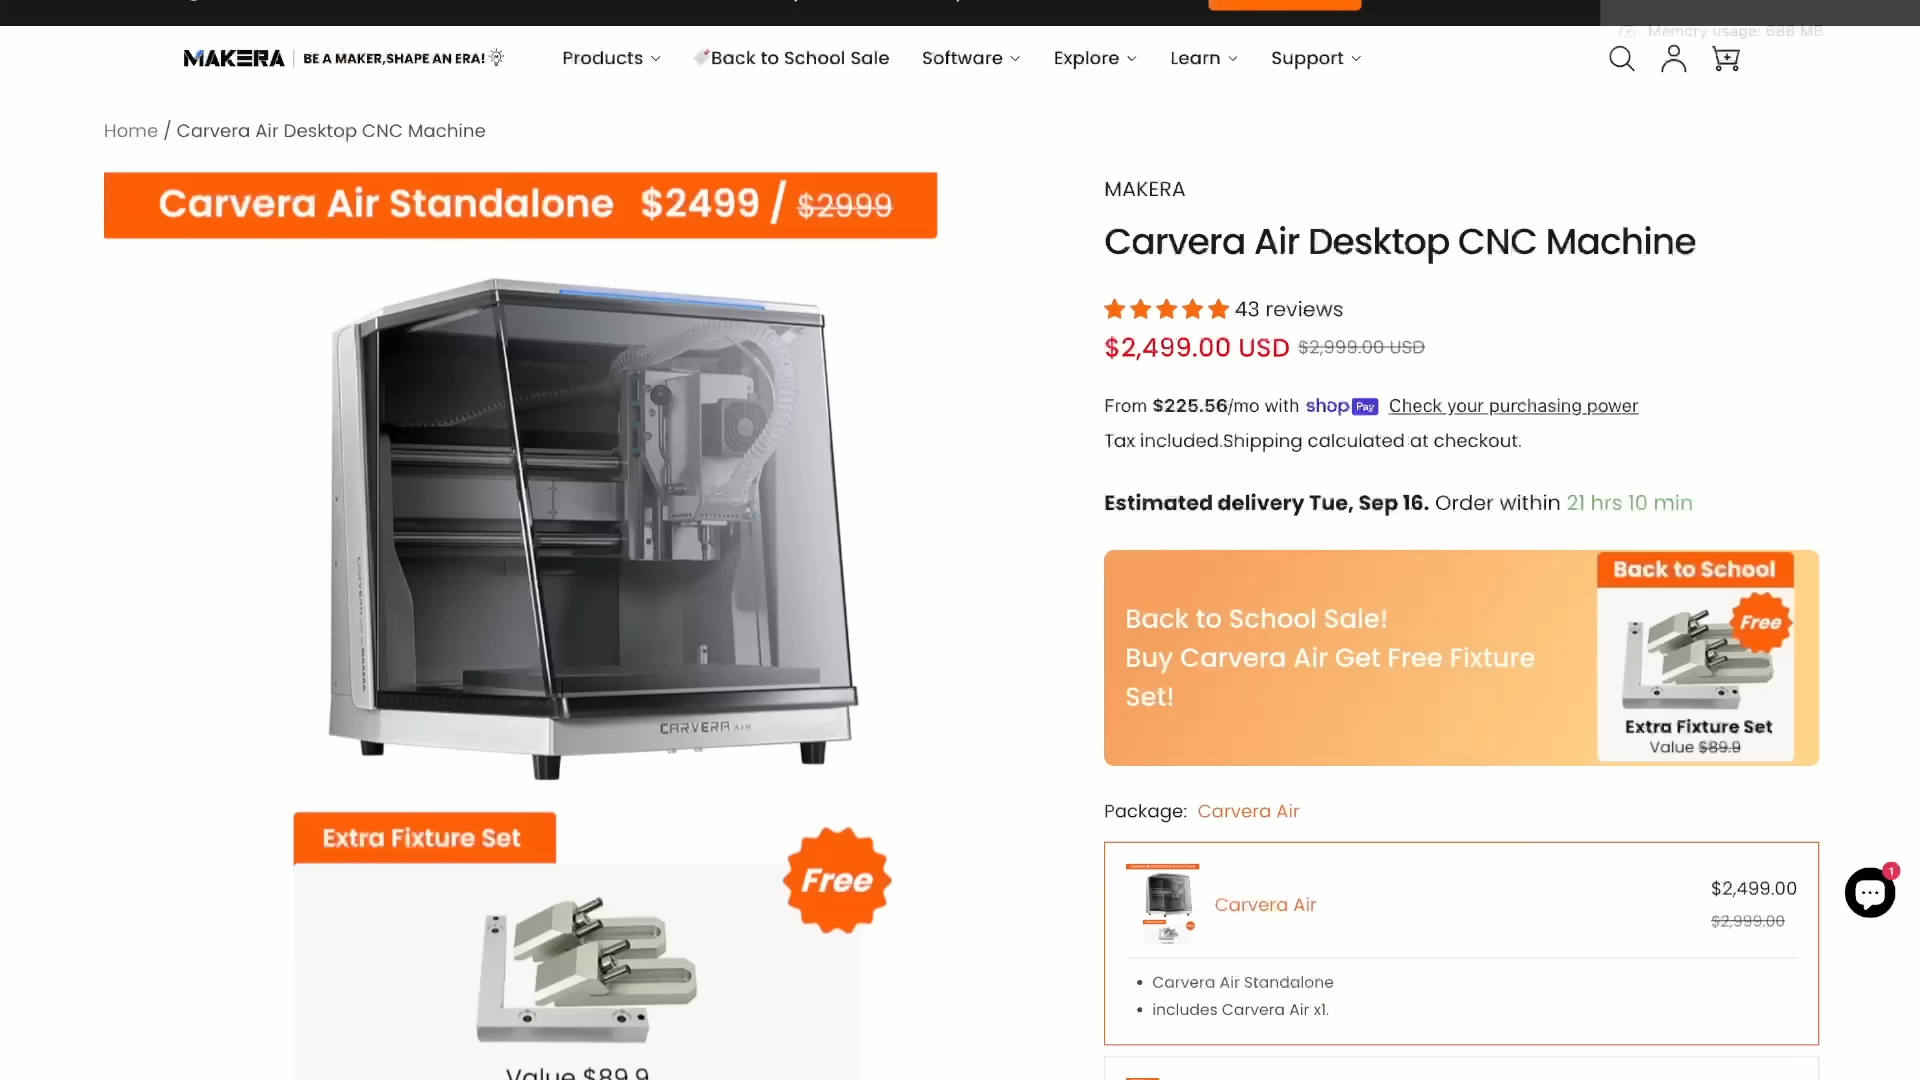 Memory usage: 688 MB
MAKERA
BE A MAKER,SHAPE AN ERA!
Products
Back to School Sale
Software
Explore
Learn
Support
Home / Carvera Air Desktop CNC Machine
Carvera Air Standalone $2499 / $2999
CARVERA AIR
Extra Fixture Set
Free
Value $89.9
MAKERA
Carvera Air Desktop CNC Machine
43 reviews
$2,499.00 USD $2,999.00 USD
From $225.56/mo with shop Pay Check your purchasing power
Tax included.Shipping calculated at checkout.
Estimated delivery Tue, Sep 16. Order within 21 hrs 10 min
Back to School Sale!
Buy Carvera Air Get Free Fixture
Set!
Back to School
Free
Extra Fixture Set
Value $89.9
Package: Carvera Air
Carvera Air
$2,499.00
$2,999.00
Carvera Air Standalone
includes Carvera Air x1.
1